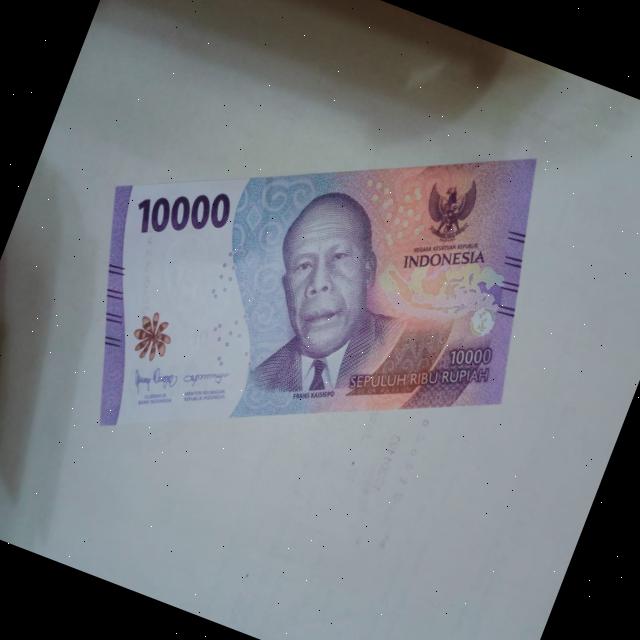 10000
NEGARA KESATUAN REPUBLIK
INDONESIA
10000
SEPULUH RIBU RUPIAH
FRANS KAISIEPO
GUBERNUR
BANK INDONESIA
MENTERI KEUANGAN
REPUBLIK INDONESIA